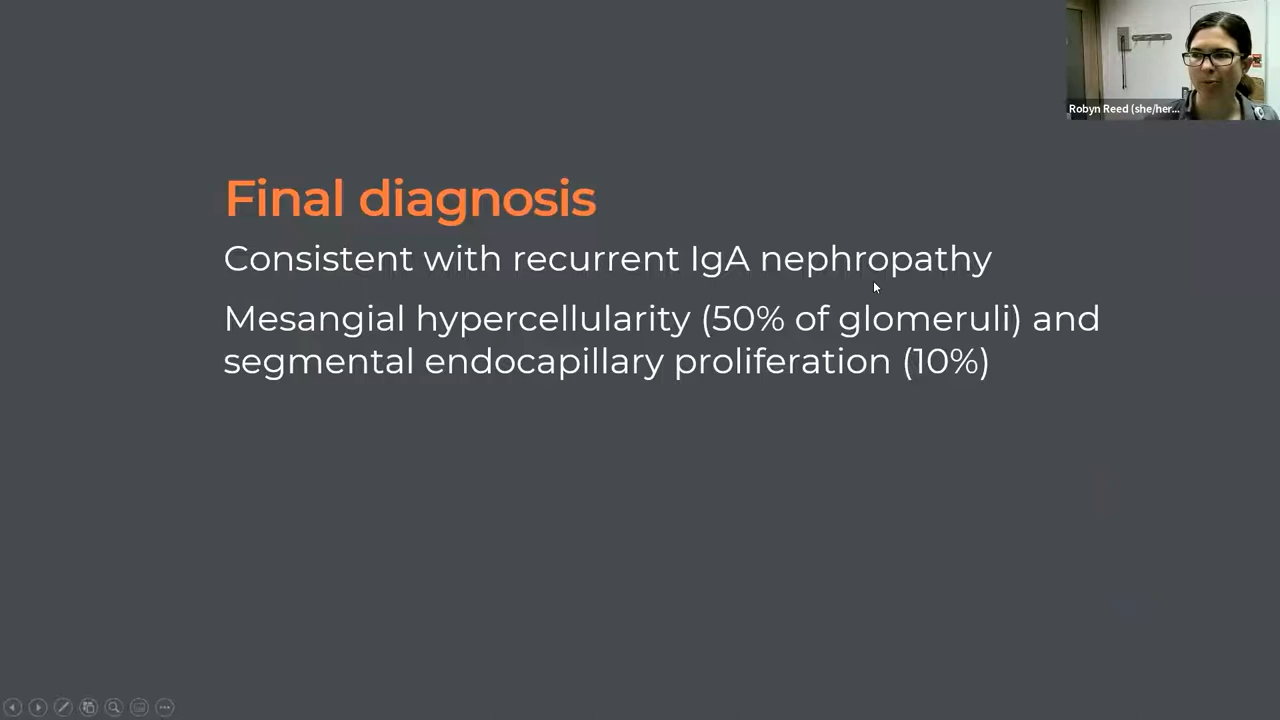 Robyn Reed (she/her...
Final diagnosis
Consistent with recurrent IgA nephropathy
Mesangial hypercellularity (50% of glomeruli) and
segmental endocapillary proliferation (10%)